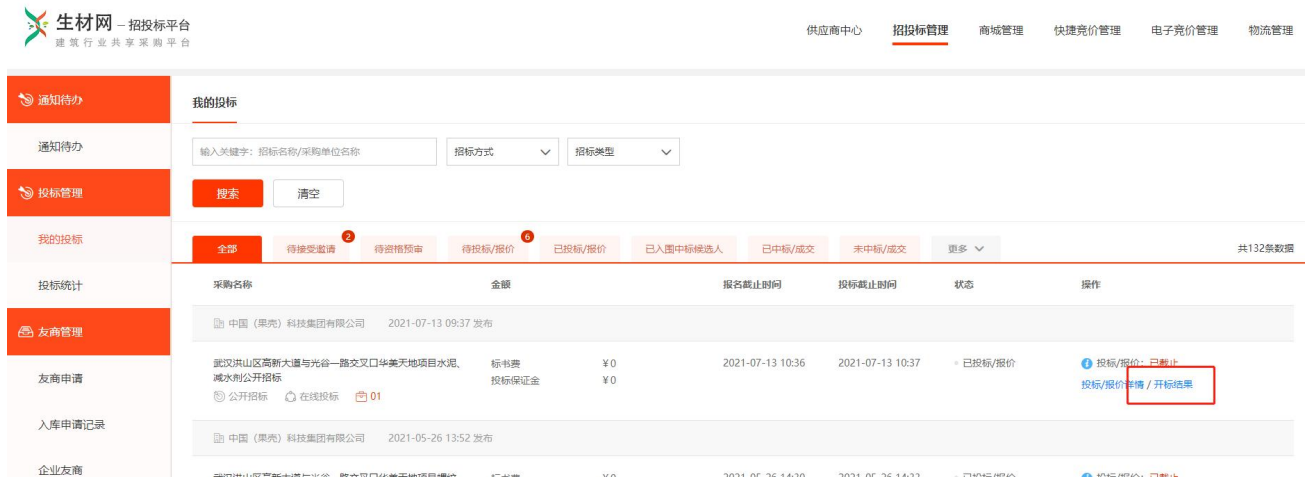 生材网 – 招投标平台
建筑行业共享采购平台
供应商中心 招投标管理 商城管理 快捷竞价管理 电子竞价管理 物流管理
通知待办
通知待办
投标管理
我的投标
投标统计
友商管理
友商申请
入库申请记录
企业友商
我的投标
输入关键字：招标名称/采购单位名称 招标方式 招标类型
搜索 清空
全部 待接受邀请 2 待资格预审 待投标/报价 6 已投标/报价 已入围中标候选人 已中标/成交 未中标/成交 更多 共132条数据
采购名称 金额 报名截止时间 投标截止时间 状态 操作
中国（果壳）科技集团有限公司 2021-07-13 09:37 发布
武汉洪山区高新大道与光谷一路交叉口华美天地项目水泥、 标书费 ¥0 2021-07-13 10:36 2021-07-13 10:37 已投标/报价 投标/报价：已截止
减水剂公开招标 投标保证金 ¥0 投标/报价详情 / 开标结果
公开招标 在线投标 01
中国（果壳）科技集团有限公司 2021-05-26 13:52 发布